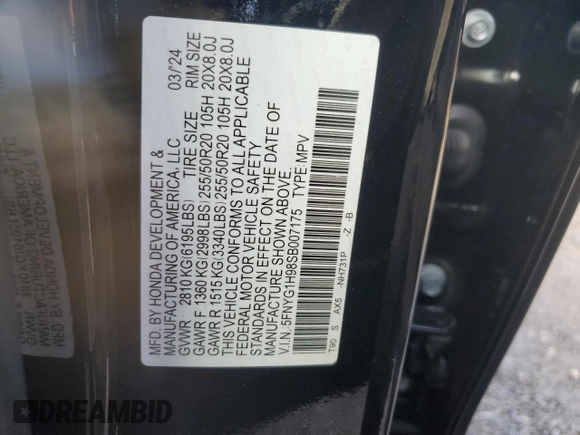 MFD. BY HONDA DEVELOPMENT & 03/'24
MANUFACTURING OF AMERICA, LLC
GVWR 2810 KG(6195LBS) TIRE SIZE RIM SIZE
GAWR F 1360 KG(2998LBS) 255/50R20 105H 20X8.0J
GAWR R 1515 KG(3340LBS) 255/50R20 105H 20X8.0J
THIS VEHICLE CONFORMS TO ALL APPLICABLE
FEDERAL MOTOR VEHICLE SAFETY
STANDARDS IN EFFECT ON THE DATE OF
MANUFACTURE SHOWN ABOVE.
V.I.N.:5FNYG1H98SB007175 TYPE:MPV
T90 S AX5 -NH731P -Z -B
DREAMBID